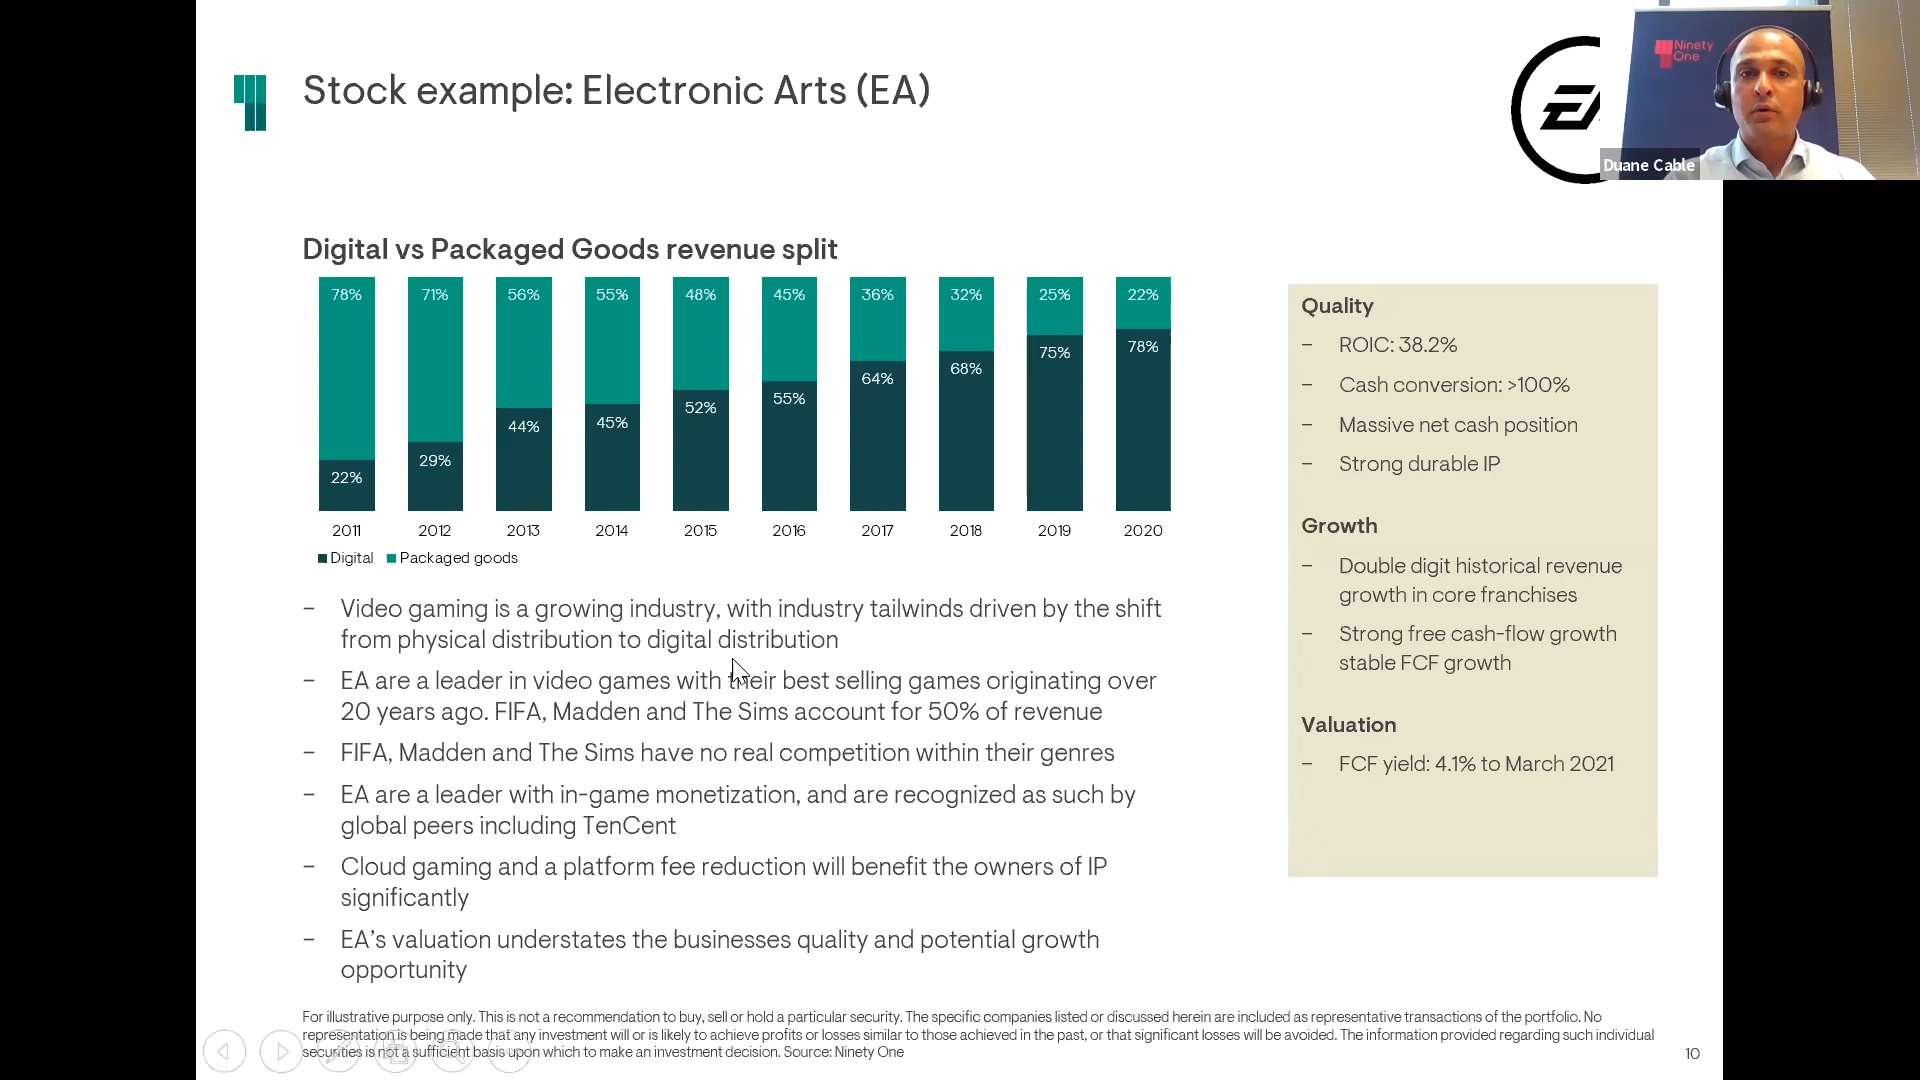 Stock example: Electronic Arts (EA)
Ninety
One
Duane Cable
Digital vs Packaged Goods revenue split
78% 71% 56% 55% 48% 45% 36% 32% 25% 22%
22% 29% 44% 45% 52% 55% 64% 68% 75% 78%
2011 2012 2013 2014 2015 2016 2017 2018 2019 2020
Digital Packaged goods
– Video gaming is a growing industry, with industry tailwinds driven by the shift
from physical distribution to digital distribution
– EA are a leader in video games with their best selling games originating over
20 years ago. FIFA, Madden and The Sims account for 50% of revenue
– FIFA, Madden and The Sims have no real competition within their genres
– EA are a leader with in-game monetization, and are recognized as such by
global peers including TenCent
– Cloud gaming and a platform fee reduction will benefit the owners of IP
significantly
– EA’s valuation understates the businesses quality and potential growth
opportunity
Quality
– ROIC: 38.2%
– Cash conversion: >100%
– Massive net cash position
– Strong durable IP
Growth
– Double digit historical revenue
growth in core franchises
– Strong free cash-flow growth
stable FCF growth
Valuation
– FCF yield: 4.1% to March 2021
For illustrative purpose only. This is not a recommendation to buy, sell or hold a particular security. The specific companies listed or discussed herein are included as representative transactions of the portfolio. No
representation is being made that any investment will or is likely to achieve profits or losses similar to those achieved in the past, or that significant losses will be avoided. The information provided regarding such individual
securities is not a sufficient basis upon which to make an investment decision. Source: Ninety One
10